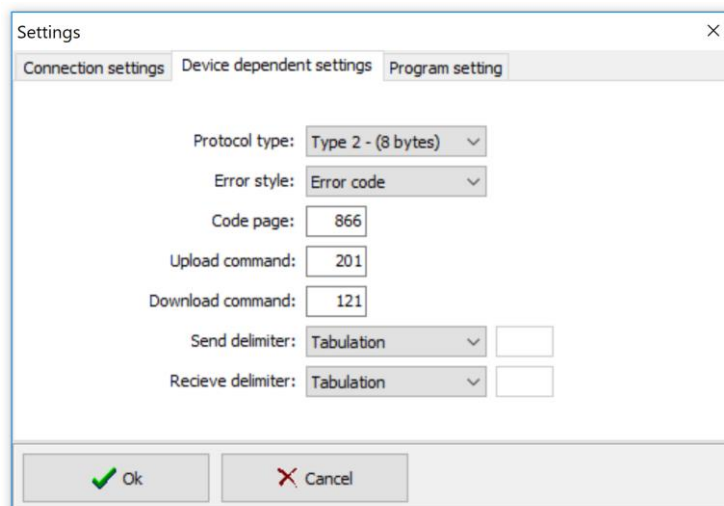 Settings
Connection settings Device dependent settings Program setting
Protocol type: Type 2 - (8 bytes)
Error style: Error code
Code page: 866
Upload command: 201
Download command: 121
Send delimiter: Tabulation
Recieve delimiter: Tabulation
Ok Cancel